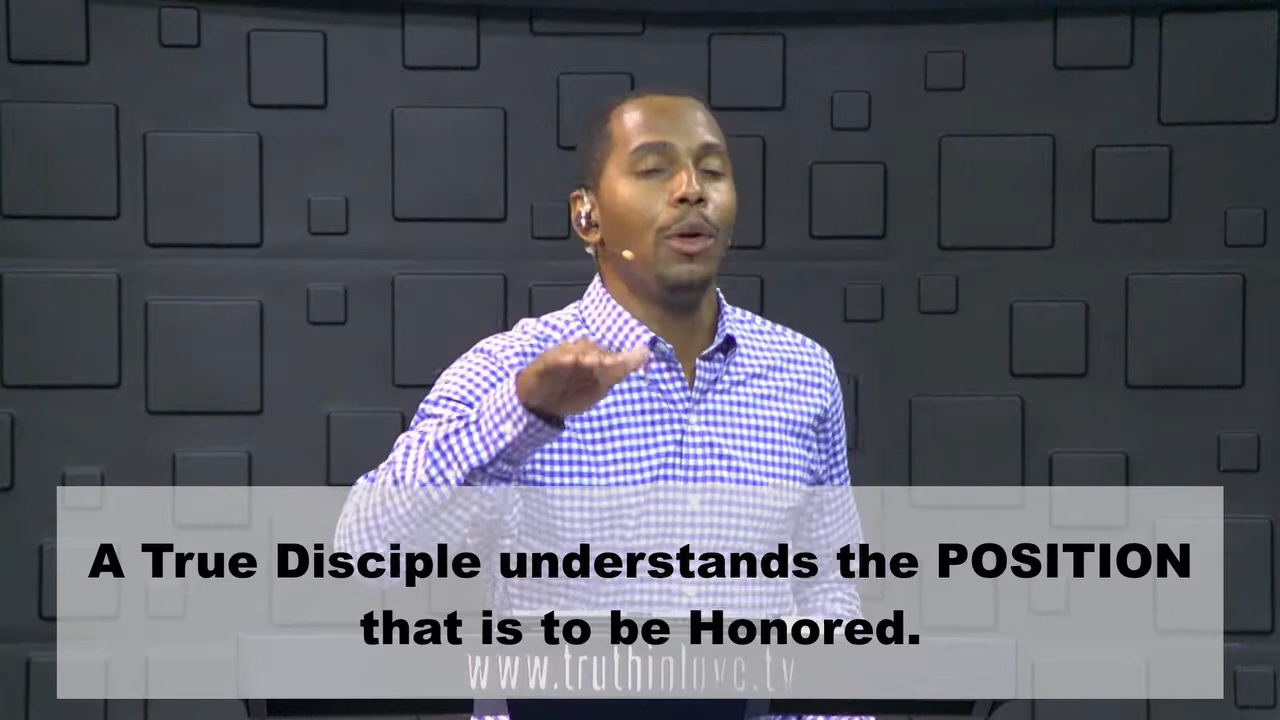 A True Disciple understands the POSITION
that is to be Honored.
www.truthinlove.tv